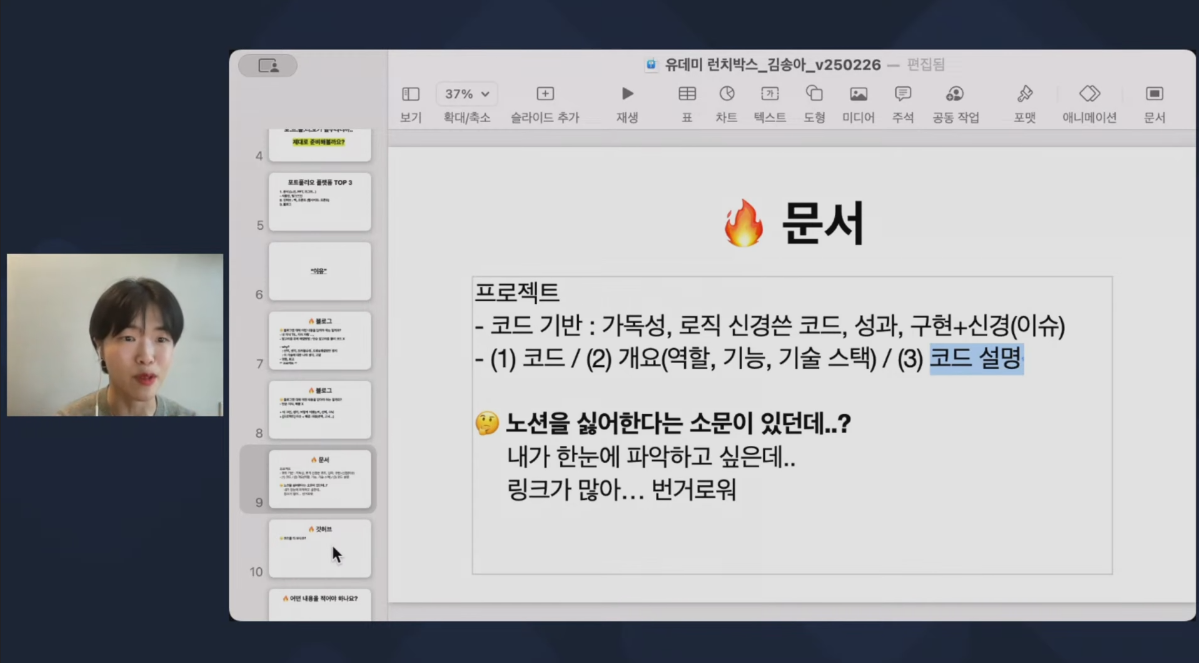 유데미 런치박스_김송아_v250226 — 편집됨
37%
보기 확대/축소 슬라이드 추가 재생 표 차트 텍스트 도형 미디어 주석 공동 작업 포맷 애니메이션 문서
제대로 준비해볼려요?
4
포트폴리오 플랫폼 TOP 3
5
6
🔥 블로그
7
🔥 블로그
8
🔥 문서
9
🔥 깃허브
10
🔥 어떤 내용을 적어야 하나요?
🔥 문서
프로젝트
- 코드 기반 : 가독성, 로직 신경쓴 코드, 성과, 구현+신경(이슈)
- (1) 코드 / (2) 개요(역할, 기능, 기술 스택) / (3) 코드 설명
🤔 노션을 싫어한다는 소문이 있던데..?
내가 한눈에 파악하고 싶은데..
링크가 많아... 번거로워